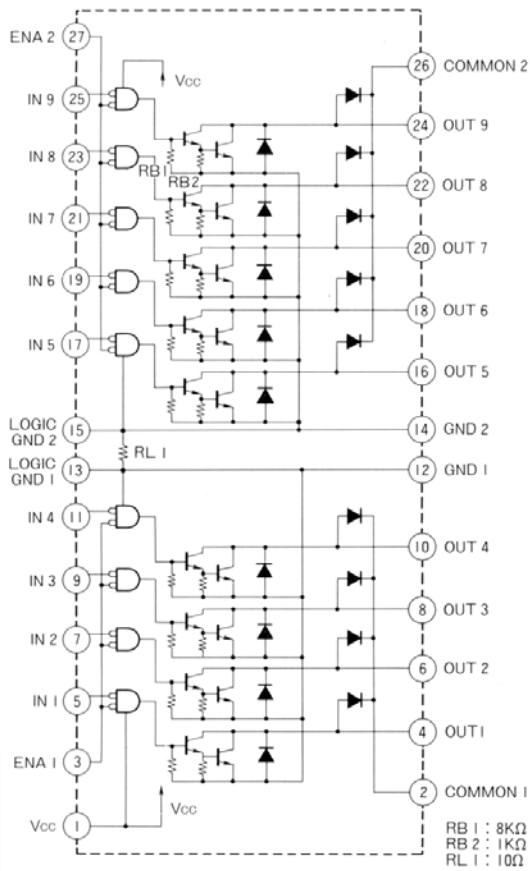 ENA 2 27
26 COMMON 2
Vcc
IN 9 25
24 OUT 9
IN 8 23
RB1 RB2
22 OUT 8
IN 7 21
20 OUT 7
IN 6 19
18 OUT 6
IN 5 17
16 OUT 5
LOGIC GND 2 15
14 GND 2
RL 1
LOGIC GND 1 13
12 GND 1
IN 4 11
10 OUT 4
IN 3 9
8 OUT 3
IN 2 7
6 OUT 2
IN 1 5
4 OUT 1
ENA 1 3
2 COMMON 1
Vcc
Vcc 1
RB 1 : 8KΩ
RB 2 : 1KΩ
RL 1 : 10Ω